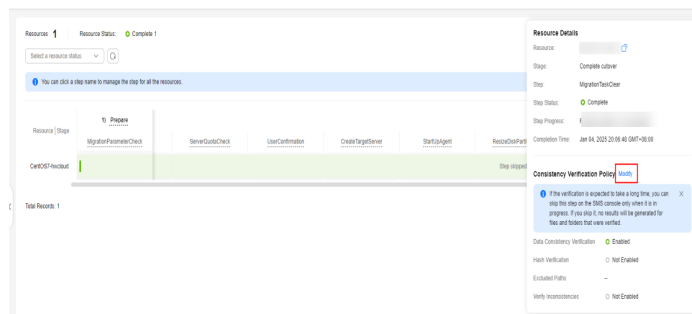 Resources 1 Resource Status: Complete 1
Select a resource status
You can click a step name to manage the step for all the resources.
Resource | Stage
1) Prepare
MigrationParameterCheck ServerQuotaCheck UserConfirmation CreateTargetServer StartUpAgent ResizeDiskParti
CentOS7-hwcloud Step skipped
Total Records: 1
Resource Details
Resource:
Stage: Complete cutover
Step: MigrationTaskClear
Step Status: Complete
Step Progress:
Completion Time: Jan 04, 2025 20:06:48 GMT+08:00
Consistency Verification Policy Modify
If the verification is expected to take a long time, you can
skip this step on the SMS console only when it is in
progress. If you skip it, no results will be generated for
files and folders that were verified.
Data Consistency Verification Enabled
Hash Verification Not Enabled
Excluded Paths --
Verify Inconsistencies Not Enabled